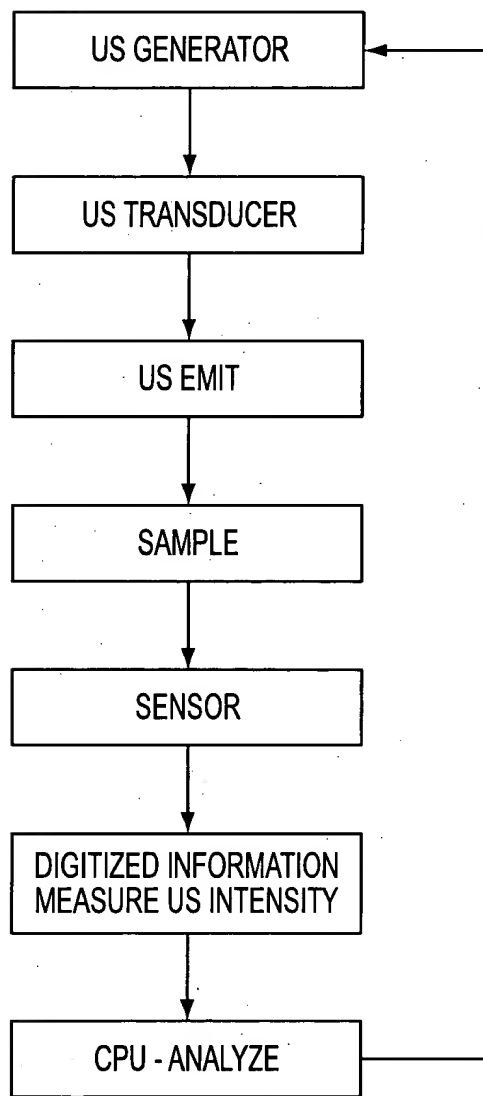 US GENERATOR
US TRANSDUCER
US EMIT
SAMPLE
SENSOR
DIGITIZED INFORMATION
MEASURE US INTENSITY
CPU - ANALYZE